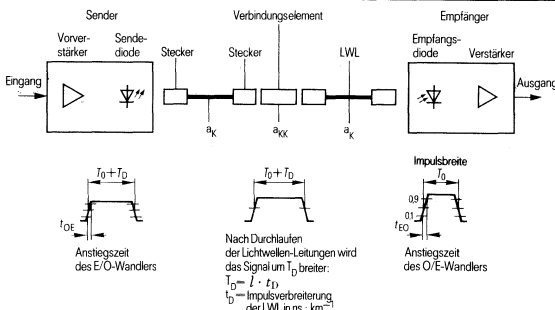 Sender
Verbindungselement
Empfänger
Vorver-
stärker
Sende-
diode
Stecker
Stecker
LWL
Empfangs-
diode
Verstärker
Eingang
Ausgang
a_K
a_KK
a_K
T_0 + T_D
T_0 + T_D
Impulsbreite
T_0
0,9
0,1
t_OE
t_EO
Anstiegszeit
des E/O-Wandlers
Nach Durchlaufen
der Lichtwellen-Leitungen wird
das Signal um T_D breiter:
T_D = l · t_D
t_D = Impulsverbreiterung
der LWL in ns · km⁻¹
Anstiegszeit
des O/E-Wandlers